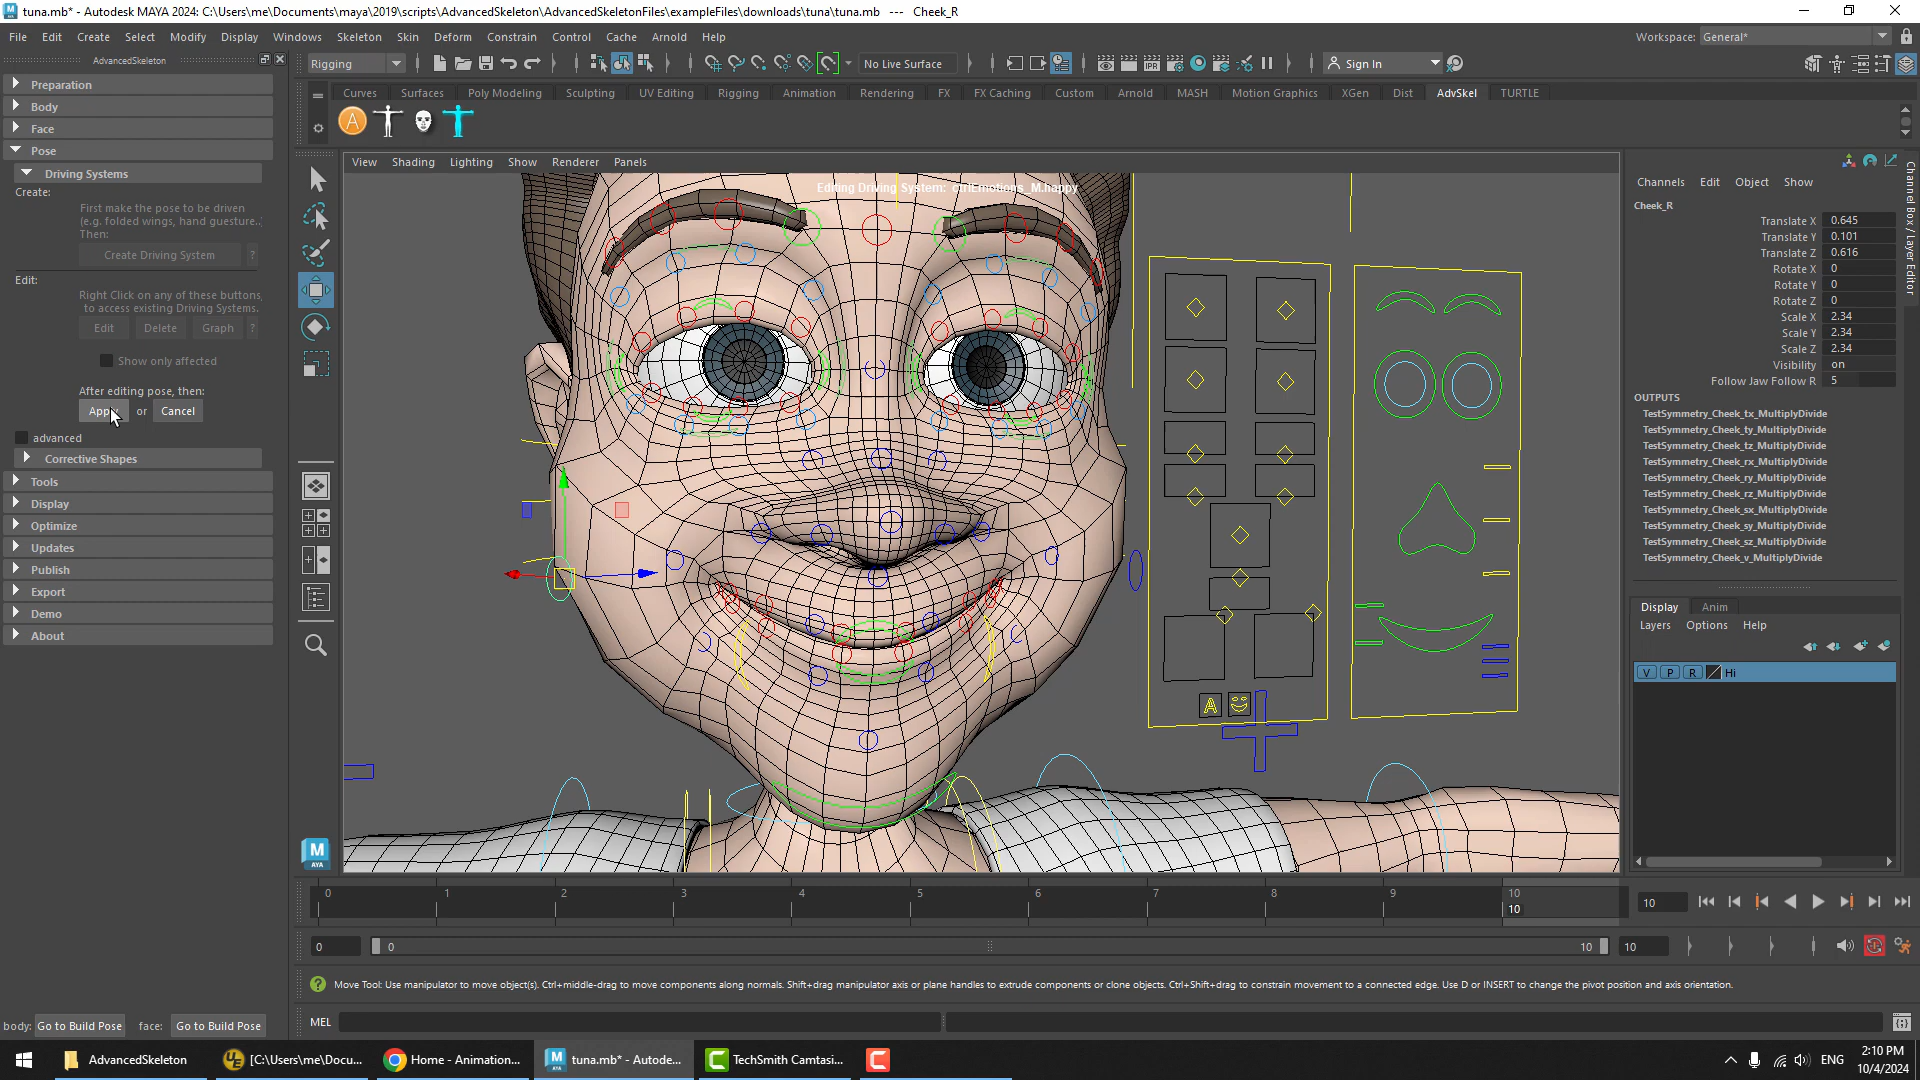 tuna.mb* - Autodesk MAYA 2024: C:\Users\me\Documents\maya\2019\scripts\AdvancedSkeleton\AdvancedSkeletonFiles\exampleFiles\downloads\tuna\tuna.mb --- Cheek_R
File Edit Create Select Modify Display Windows Skeleton Skin Deform Constrain Control Cache Arnold Help
Workspace: General*
AdvancedSkeleton
Rigging
No Live Surface
Sign In
Curves Surfaces Poly Modeling Sculpting UV Editing Rigging Animation Rendering FX FX Caching Custom Arnold MASH Motion Graphics XGen Dist AdvSkel TURTLE
Preparation
Body
Face
Pose
Driving Systems
Create:
First make the pose to be driven
(e.g. folded wings, hand guesture..
Then:
Create Driving System ?
Edit:
Right Click on any of these buttons,
to access existing Driving Systems.
Edit Delete Graph ?
Show only affected
After editing pose, then:
Apply or Cancel
advanced
Corrective Shapes
Tools
Display
Optimize
Updates
Publish
Export
Demo
About
body: Go to Build Pose face: Go to Build Pose
View Shading Lighting Show Renderer Panels
Editing Driving System: ctrlEmotions_M.happy
A
Channels Edit Object Show
Cheek_R
Translate X 0.645
Translate Y 0.101
Translate Z 0.616
Rotate X 0
Rotate Y 0
Rotate Z 0
Scale X 2.34
Scale Y 2.34
Scale Z 2.34
Visibility on
Follow Jaw Follow R 5
OUTPUTS
TestSymmetry_Cheek_tx_MultiplyDivide
TestSymmetry_Cheek_ty_MultiplyDivide
TestSymmetry_Cheek_tz_MultiplyDivide
TestSymmetry_Cheek_rx_MultiplyDivide
TestSymmetry_Cheek_ry_MultiplyDivide
TestSymmetry_Cheek_rz_MultiplyDivide
TestSymmetry_Cheek_sx_MultiplyDivide
TestSymmetry_Cheek_sy_MultiplyDivide
TestSymmetry_Cheek_sz_MultiplyDivide
TestSymmetry_Cheek_v_MultiplyDivide
Channel Box / Layer Editor
Display Anim
Layers Options Help
V P R Hi
M
AYA
0 1 2 3 4 5 6 7 8 9 10
10
10
0 0 10 10
Move Tool: Use manipulator to move object(s). Ctrl+middle-drag to move components along normals. Shift+drag manipulator axis or plane handles to extrude components or clone objects. Ctrl+Shift+drag to constrain movement to a connected edge. Use D or INSERT to change the pivot position and axis orientation.
MEL
AdvancedSkeleton [C:\Users\me\Docu... Home - Animation... tuna.mb* - Autode... TechSmith Camtasi...
ENG
2:10 PM
10/4/2024